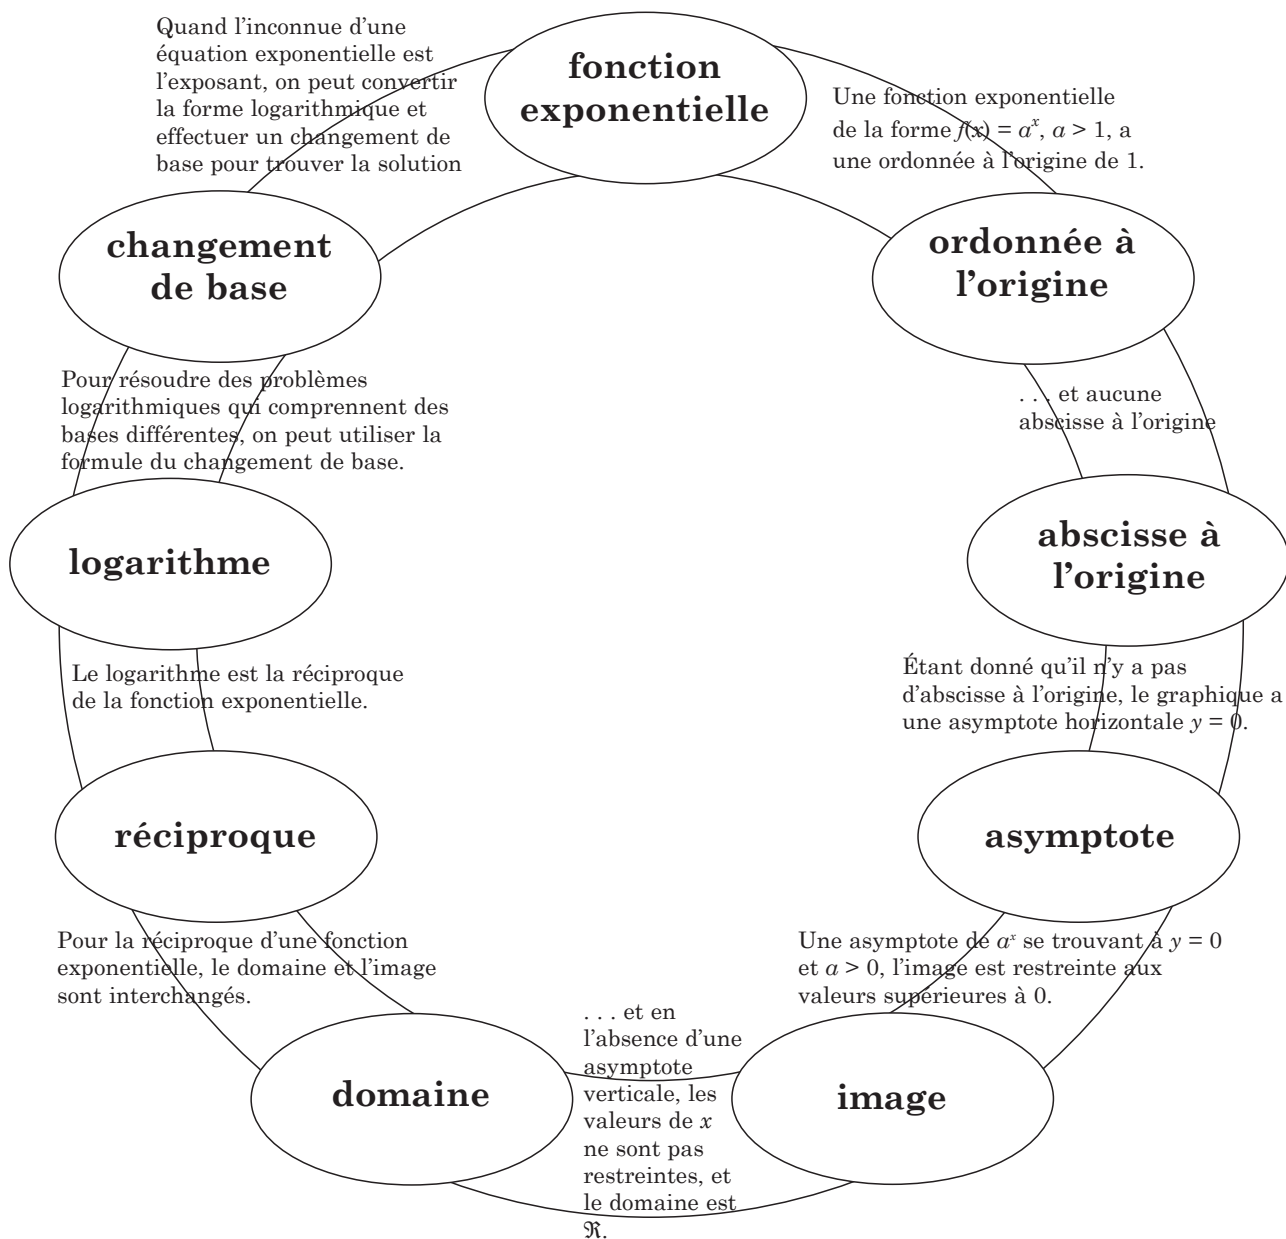 fonction
exponentielle
Une fonction exponentielle
de la forme f(x) = aˣ, a > 1, a
une ordonnée à l'origine de 1.
ordonnée à
l'origine
. . . et aucune
abscisse à l'origine
abscisse à
l'origine
Étant donné qu'il n'y a pas
d'abscisse à l'origine, le graphique a
une asymptote horizontale y = 0.
asymptote
Une asymptote de aˣ se trouvant à y = 0
et a > 0, l'image est restreinte aux
valeurs supérieures à 0.
image
. . . et en
l'absence d'une
asymptote
verticale, les
valeurs de x
ne sont pas
restreintes, et
le domaine est
ℜ.
domaine
Pour la réciproque d'une fonction
exponentielle, le domaine et l'image
sont interchangés.
réciproque
Le logarithme est la réciproque
de la fonction exponentielle.
logarithme
Pour résoudre des problèmes
logarithmiques qui comprennent des
bases différentes, on peut utiliser la
formule du changement de base.
changement
de base
Quand l'inconnue d'une
équation exponentielle est
l'exposant, on peut convertir
la forme logarithmique et
effectuer un changement de
base pour trouver la solution